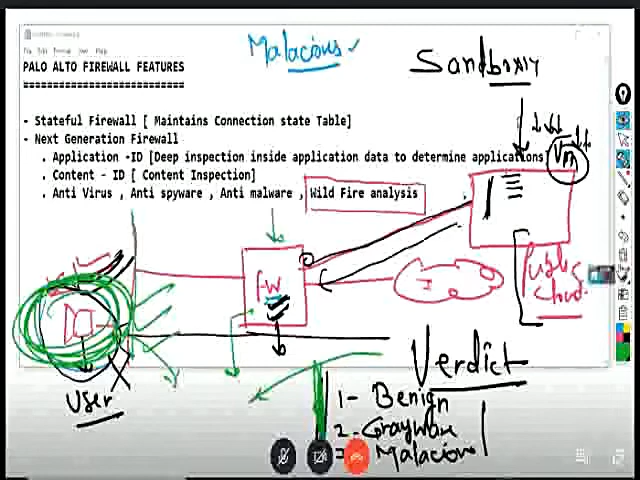 Malacious
Sandboxiy
PALO ALTO FIREWALL FEATURES
===========================
- Stateful Firewall [ Maintains Connection state Table]
- Next Generation Firewall
. Application -ID [Deep inspection inside application data to determine applications
Vm
. Content - ID [ Content Inspection]
. Anti Virus , Anti spyware , Anti malware , Wild Fire analysis
FW
Public
Cloud
User
Verdict
1 - Benign
2 - Grayware
3 Malacious